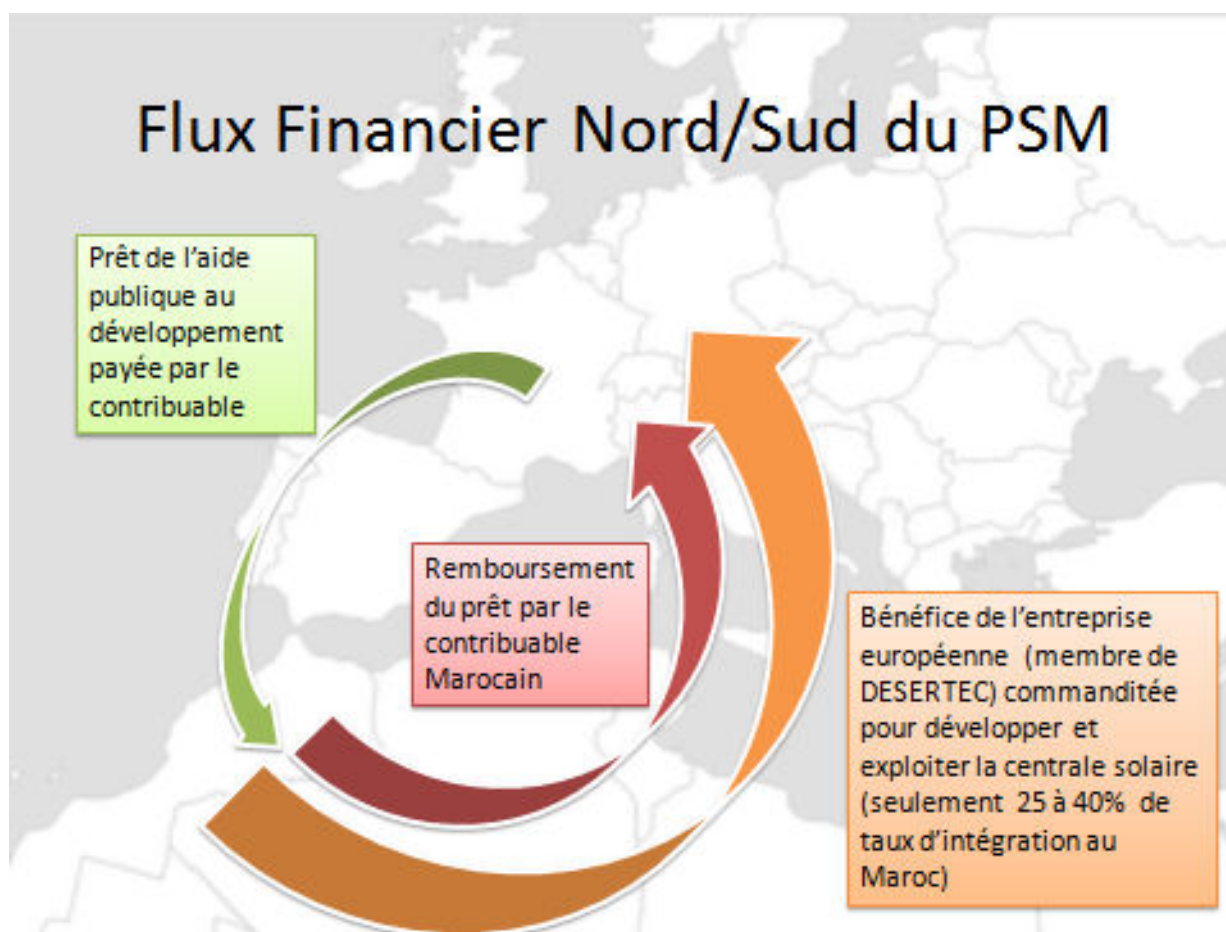 Flux Financier Nord/Sud du PSM
Prêt de l'aide
publique au
développement
payée par le
contribuable
Remboursement
du prêt par le
contribuable
Marocain
Bénéfice de l'entreprise
européenne (membre de
DESERTEC) commanditée
pour développer et
exploiter la centrale solaire
(seulement 25 à 40% de
taux d'intégration au
Maroc)